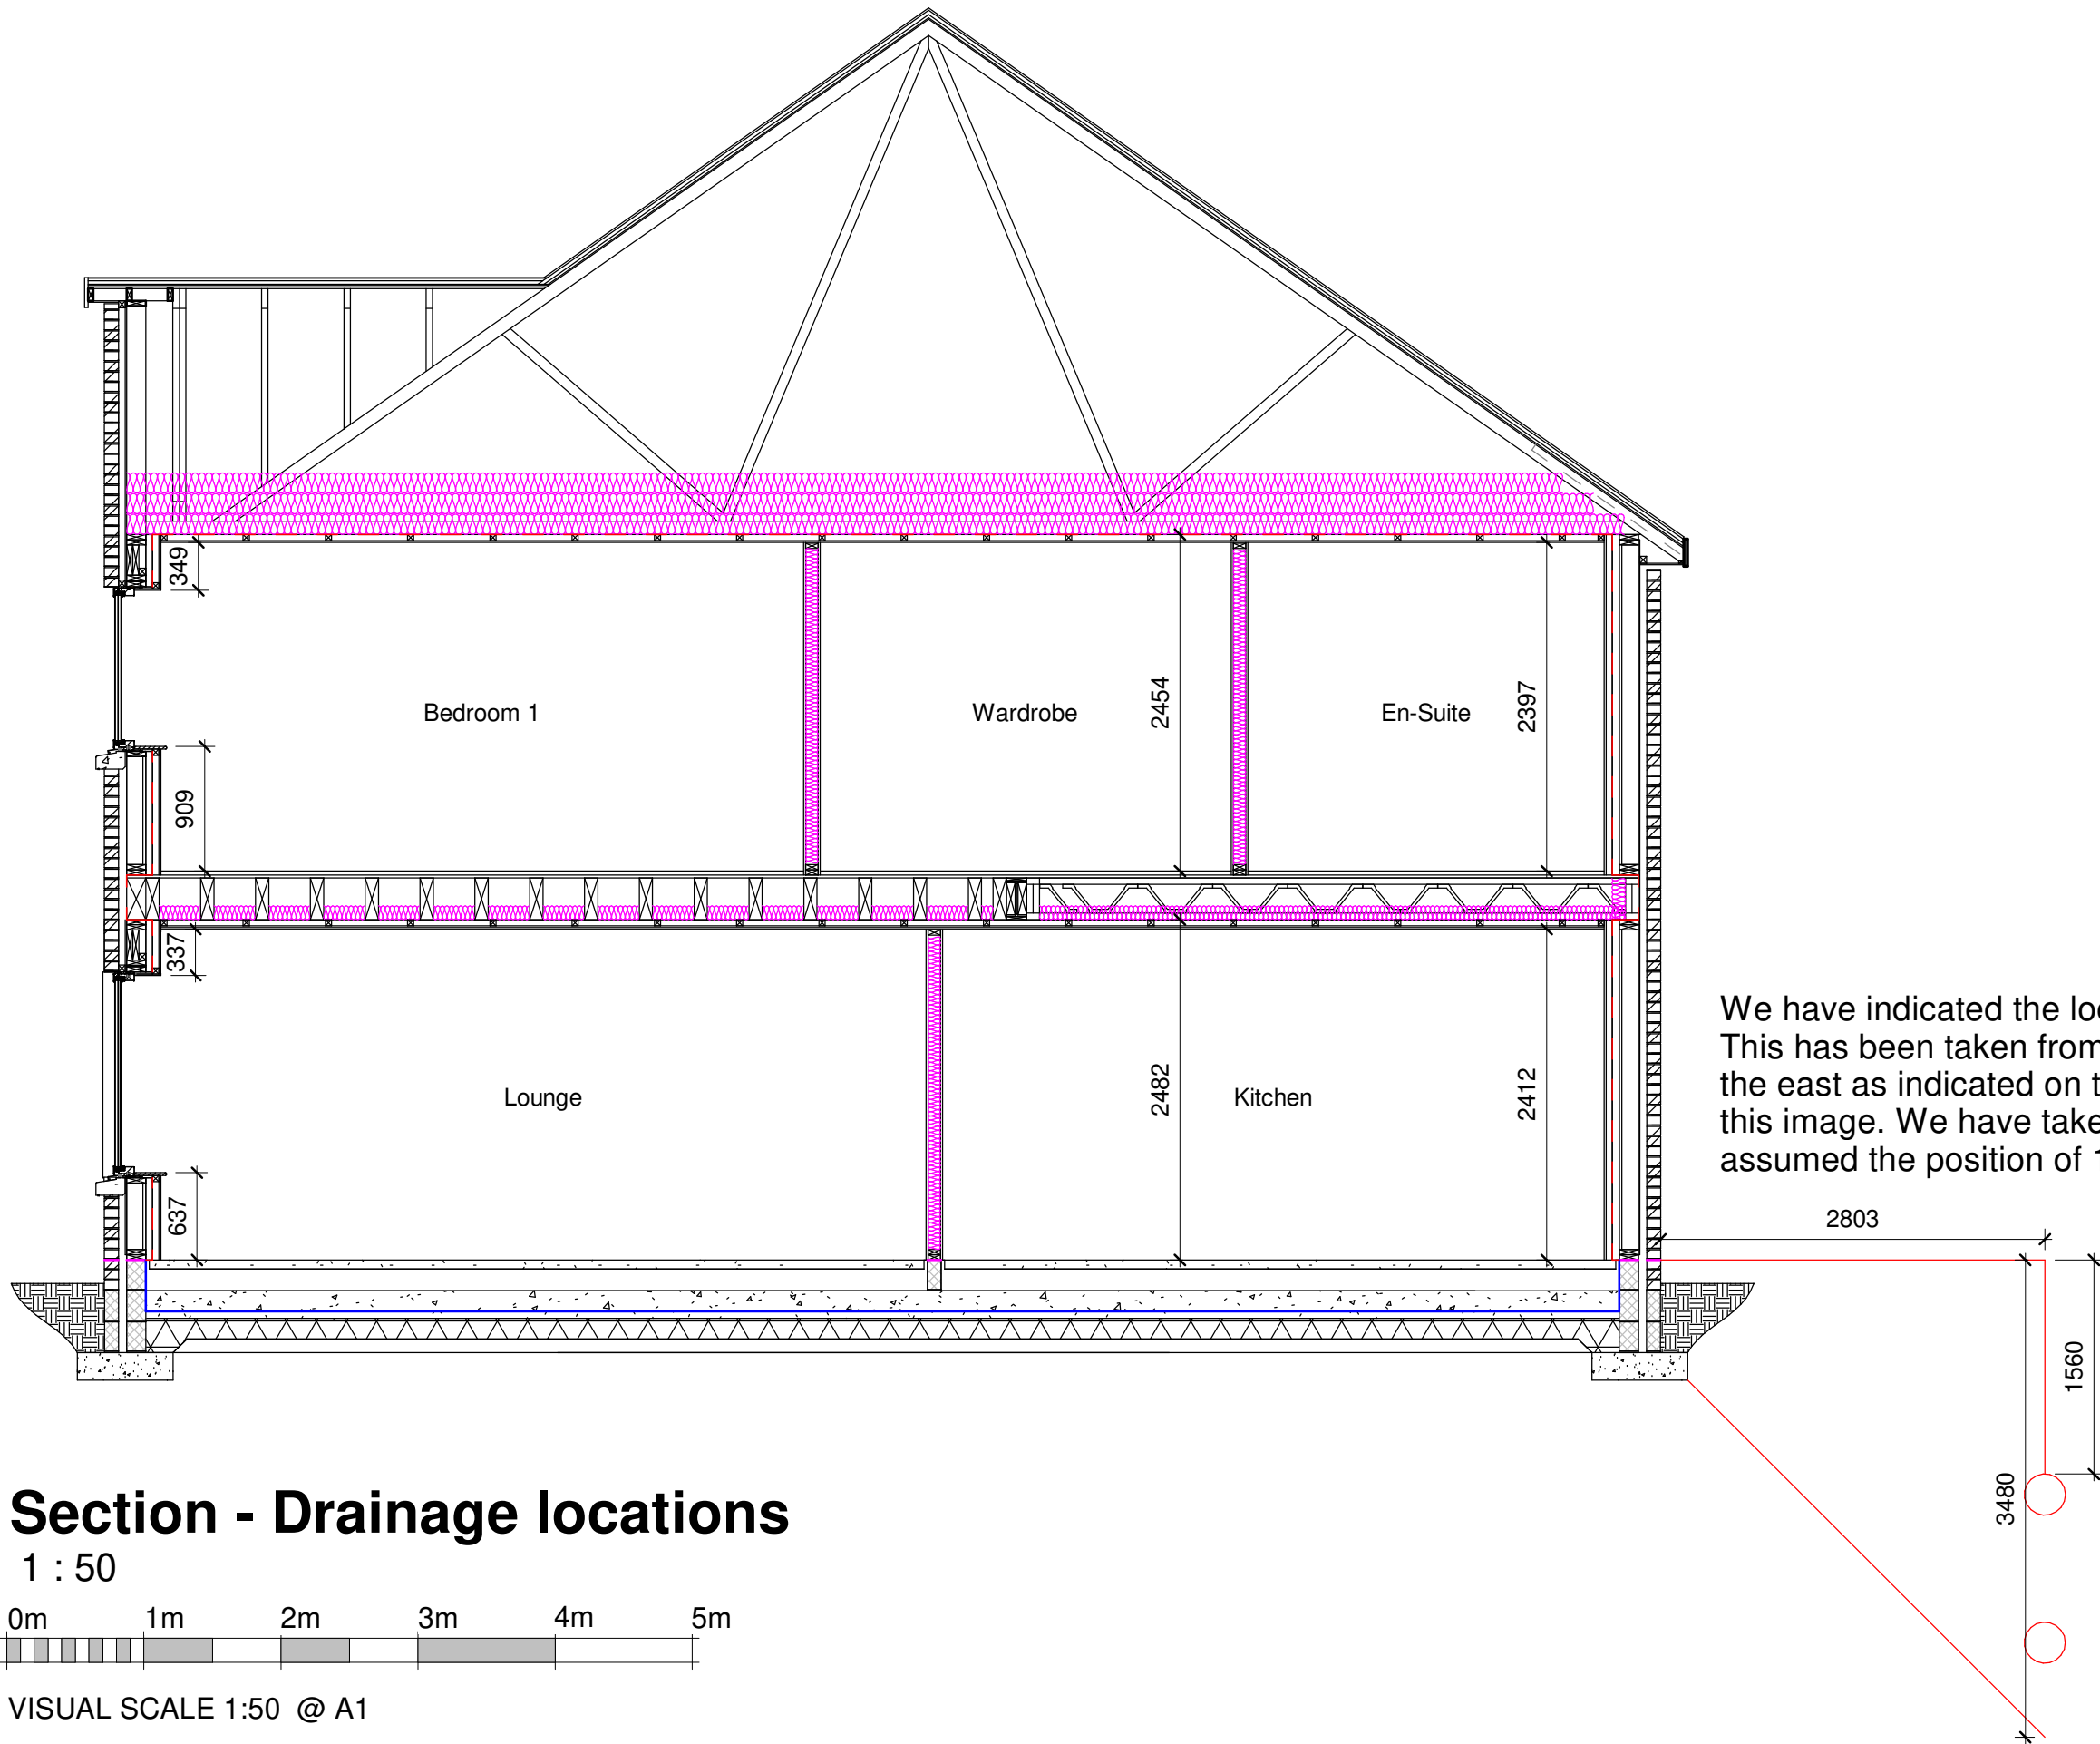 349
Bedroom 1
Wardrobe
2454
En-Suite
2397
909
337
Lounge
2482
Kitchen
2412
637
We have indicated the loc
This has been taken from
the east as indicated on t
this image. We have take
assumed the position of 1
2803
1560
3480
Section - Drainage locations
1 : 50
0m 1m 2m 3m 4m 5m
VISUAL SCALE 1:50 @ A1